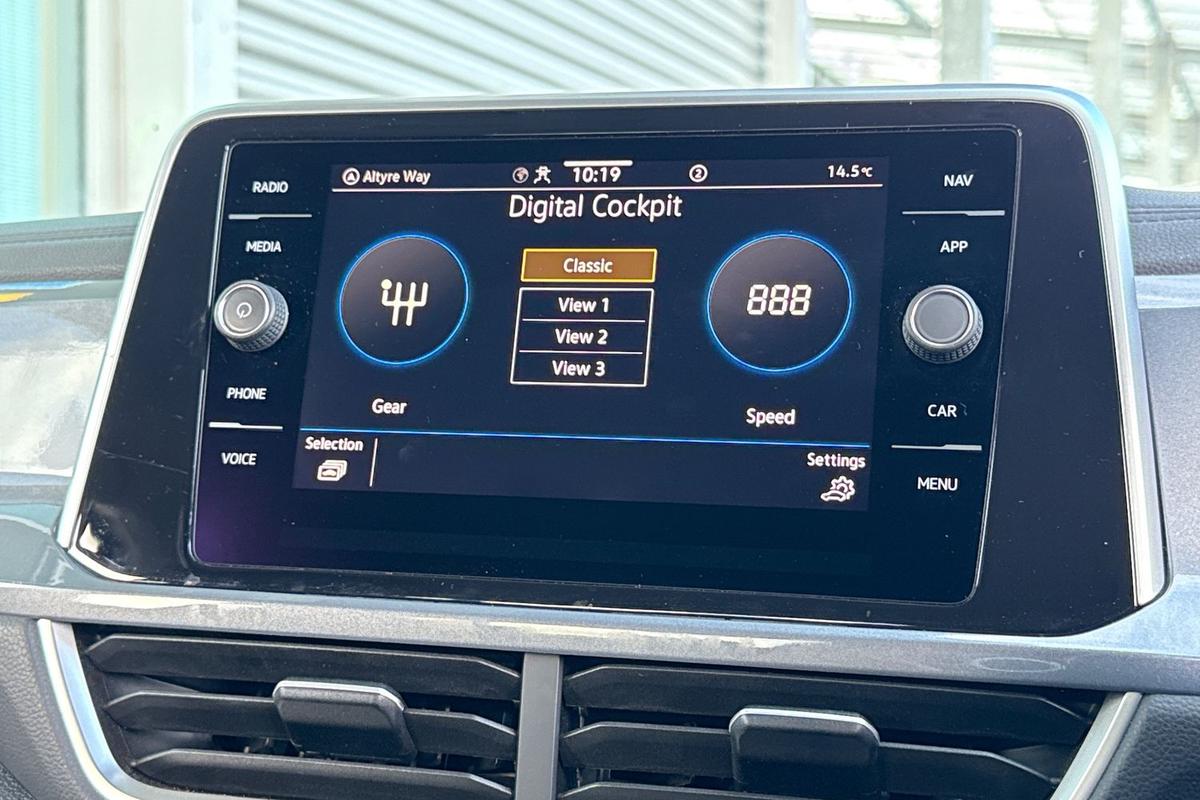 RADIO
MEDIA
PHONE
VOICE
Altyre Way
10:19
2
14.5°C
Digital Cockpit
Classic
View 1
View 2
View 3
888
Gear
Speed
Selection
Settings
NAV
APP
CAR
MENU